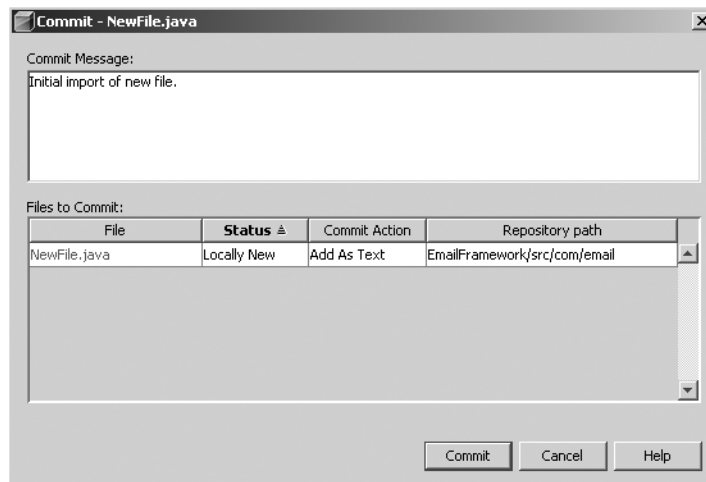 Commit - NewFile.java
Commit Message:
Initial import of new file.
Files to Commit:
File Status Commit Action Repository path
NewFile.java Locally New Add As Text EmailFramework/src/com/email
Commit Cancel Help